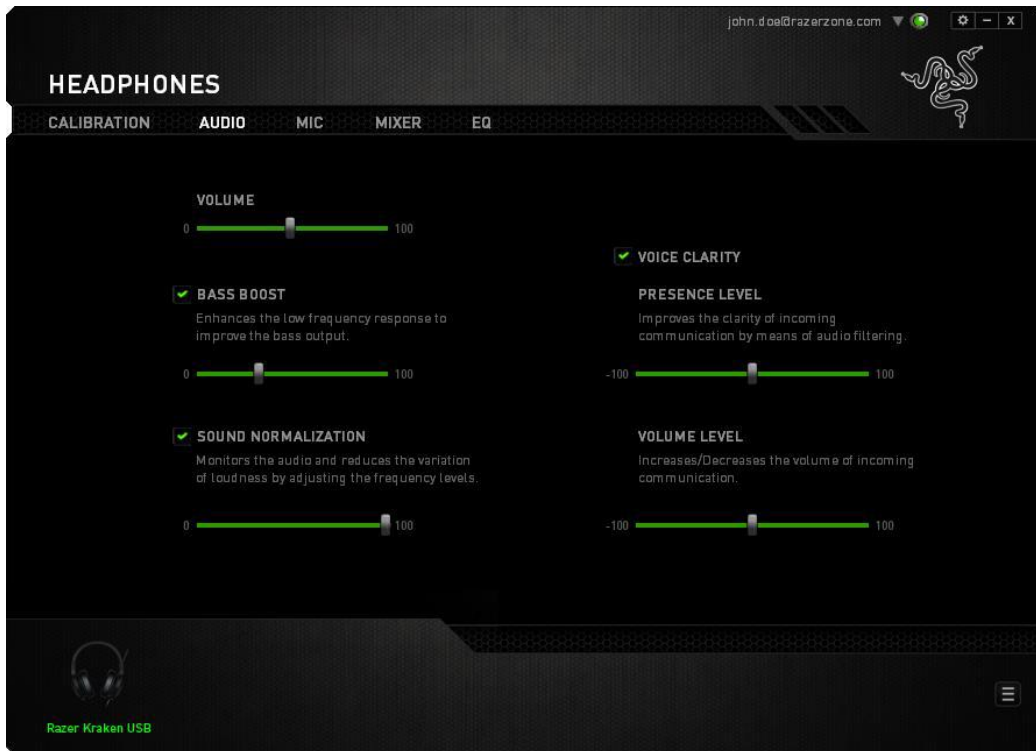 john.doe@razerzone.com
HEADPHONES
CALIBRATION AUDIO MIC MIXER EQ
VOLUME
0 100
BASS BOOST
Enhances the low frequency response to
improve the bass output.
0 100
SOUND NORMALIZATION
Monitors the audio and reduces the variation
of loudness by adjusting the frequency levels.
0 100
VOICE CLARITY
PRESENCE LEVEL
Improves the clarity of incoming
communication by means of audio filtering.
-100 100
VOLUME LEVEL
Increases/Decreases the volume of incoming
communication.
-100 100
Razer Kraken USB